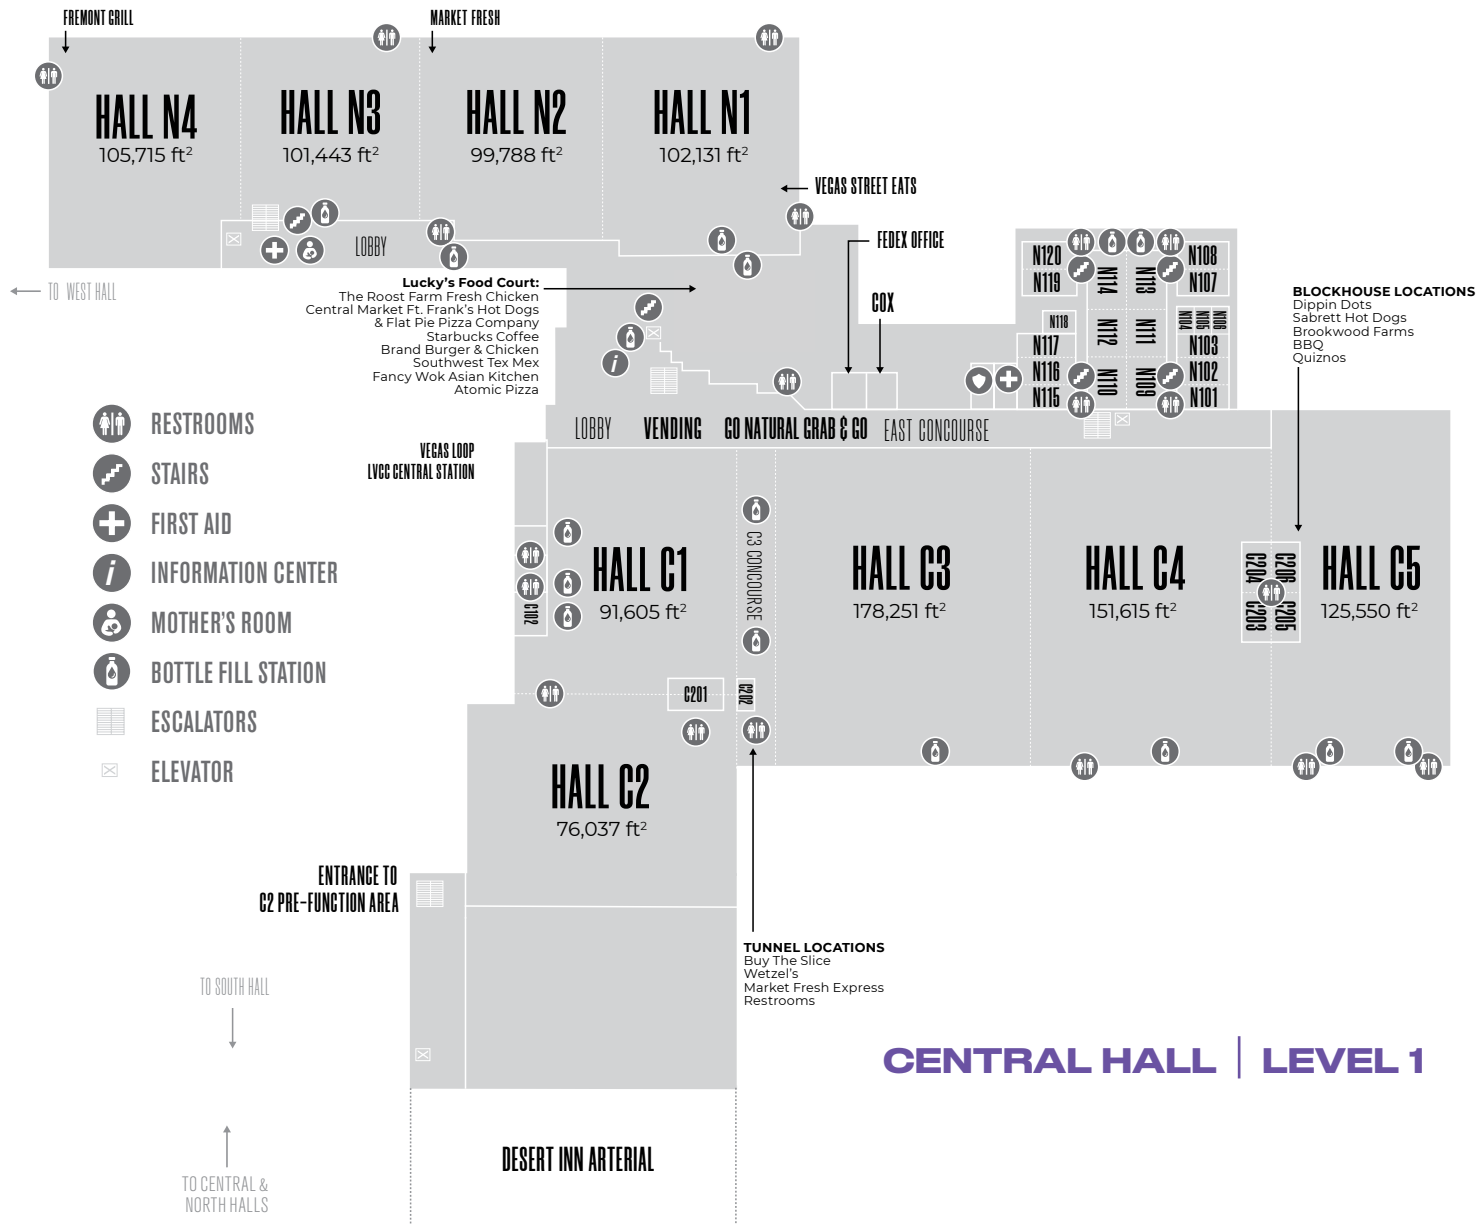 FREMONT GRILL
MARKET FRESH
HALL N4
105,715 ft²
HALL N3
101,443 ft²
HALL N2
99,788 ft²
HALL N1
102,131 ft²
VEGAS STREET EATS
LOBBY
FEDEX OFFICE
COX
TO WEST HALL
Lucky's Food Court:
The Roost Farm Fresh Chicken
Central Market Ft. Frank's Hot Dogs
& Flat Pie Pizza Company
Starbucks Coffee
Brand Burger & Chicken
Southwest Tex Mex
Fancy Wok Asian Kitchen
Atomic Pizza
N120
N119
N118
N117
N116
N115
N114
N112
N110
N113
N111
N109
N108
N107
N104
N105
N106
N103
N102
N101
BLOCKHOUSE LOCATIONS
Dippin Dots
Sabrett Hot Dogs
Brookwood Farms
BBQ
Quiznos
RESTROOMS
STAIRS
FIRST AID
INFORMATION CENTER
MOTHER'S ROOM
BOTTLE FILL STATION
ESCALATORS
ELEVATOR
LOBBY
VENDING
GO NATURAL GRAB & GO
EAST CONCOURSE
VEGAS LOOP
LVCC CENTRAL STATION
HALL C1
91,605 ft²
C102
C3 CONCOURSE
HALL C3
178,251 ft²
HALL C4
151,615 ft²
C204
C206
C203
C205
HALL C5
125,550 ft²
C201
C202
HALL C2
76,037 ft²
ENTRANCE TO
C2 PRE-FUNCTION AREA
TUNNEL LOCATIONS
Buy The Slice
Wetzel's
Market Fresh Express
Restrooms
TO SOUTH HALL
TO CENTRAL &
NORTH HALLS
CENTRAL HALL | LEVEL 1
DESERT INN ARTERIAL